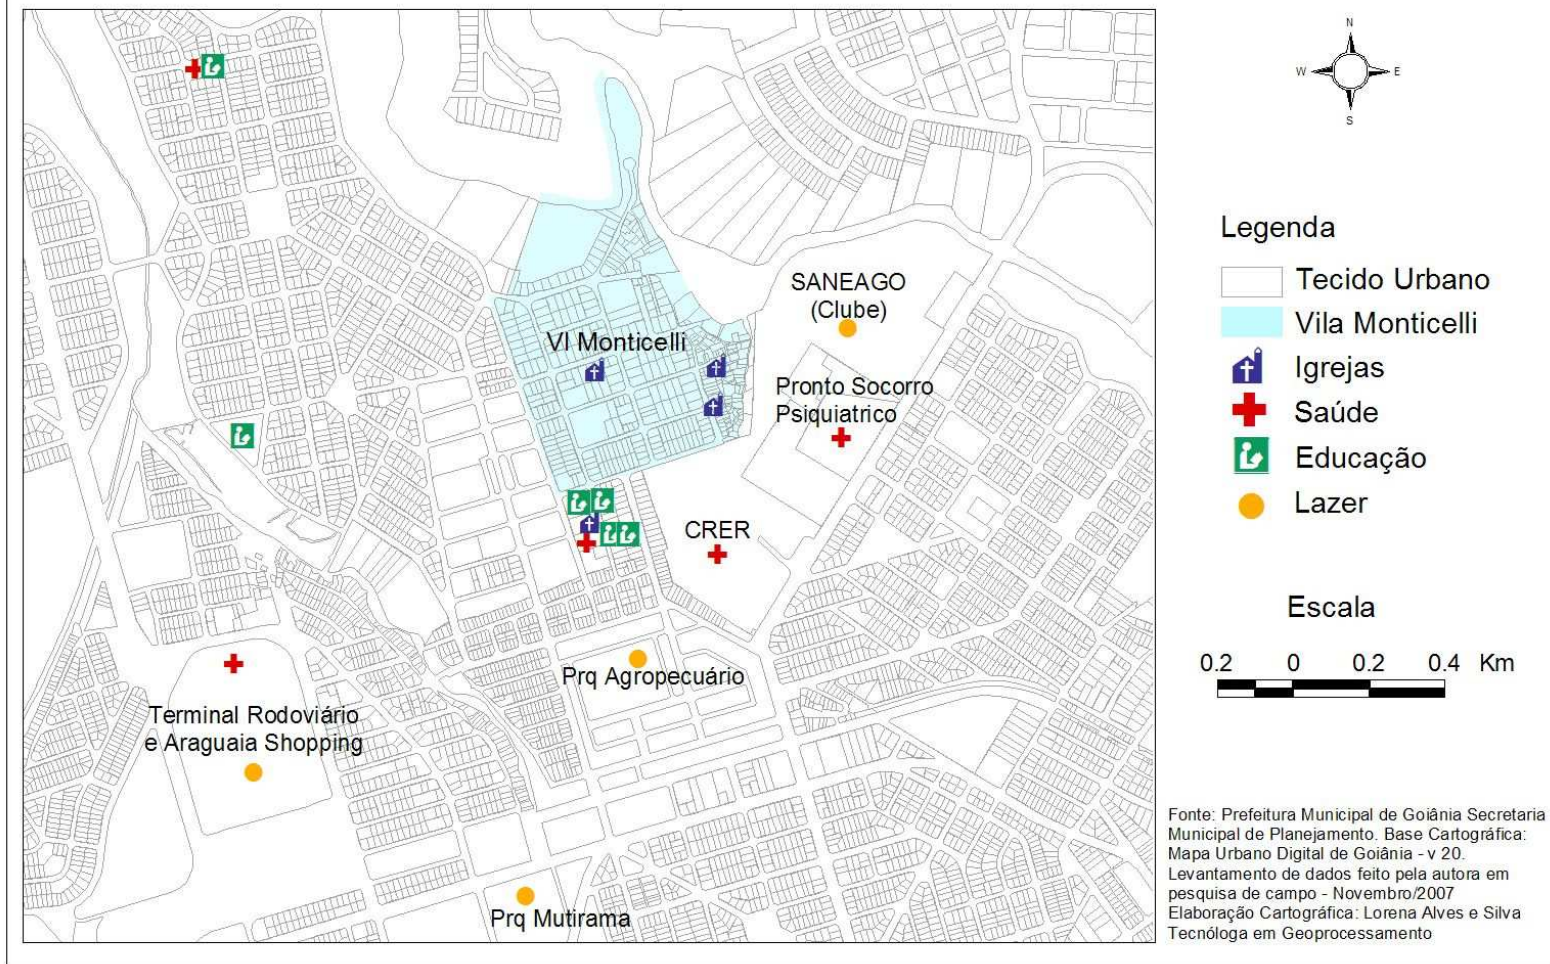 N
W E
S
SANEAGO
(Clube)
Vl Monticelli
Pronto Socorro
Psiquiatrico
CRER
Prq Agropecuário
Terminal Rodoviário
e Araguaia Shopping
Prq Mutirama
Legenda
Tecido Urbano
Vila Monticelli
Igrejas
Saúde
Educação
Lazer
Escala
0.2 0 0.2 0.4 Km
Fonte: Prefeitura Municipal de Goiânia Secretaria
Municipal de Planejamento. Base Cartográfica:
Mapa Urbano Digital de Goiânia - v 20.
Levantamento de dados feito pela autora em
pesquisa de campo - Novembro/2007
Elaboração Cartográfica: Lorena Alves e Silva
Tecnóloga em Geoprocessamento